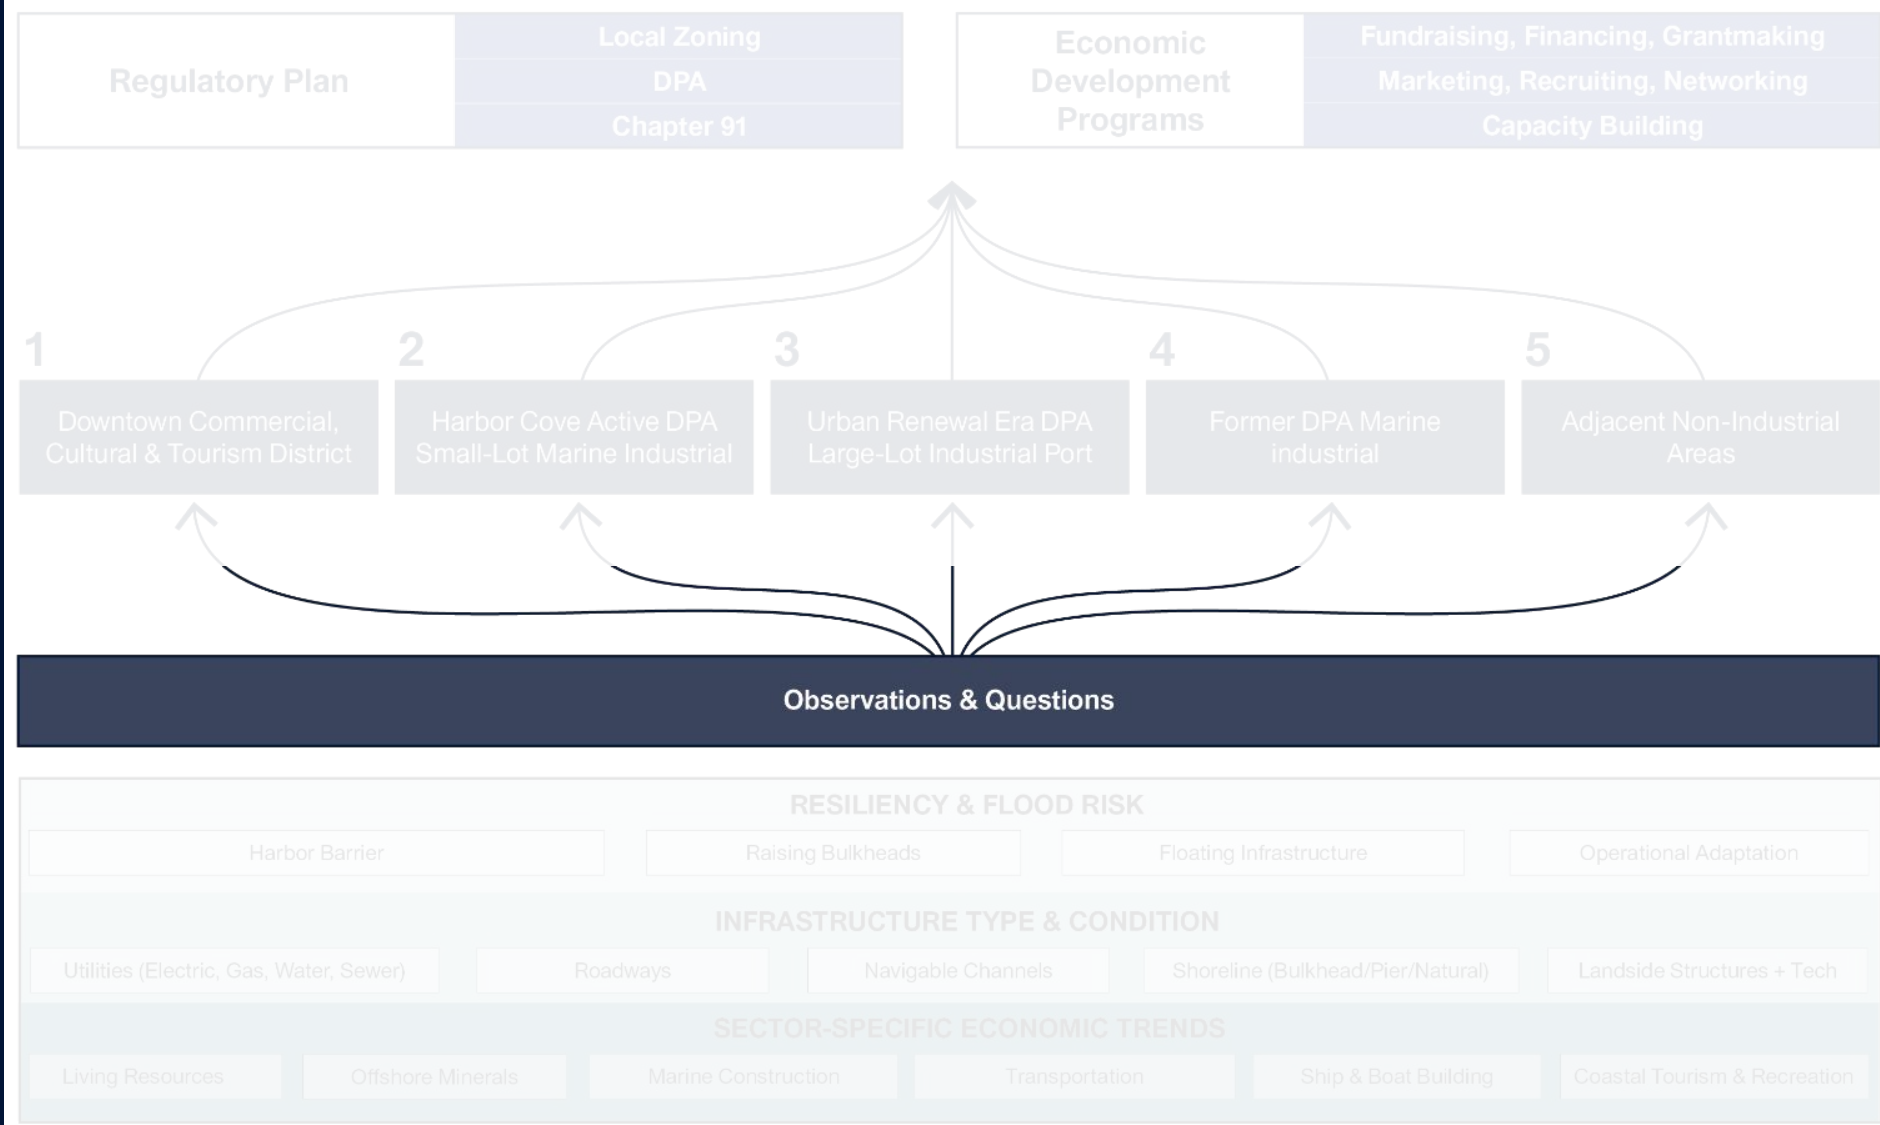 Regulatory Plan
Local Zoning
DPA
Chapter 91
Economic
Development
Programs
Fundraising, Financing, Grantmaking
Marketing, Recruiting, Networking
Capacity Building
1
Downtown Commercial,
Cultural & Tourism District
2
Harbor Cove Active DPA
Small-Lot Marine Industrial
3
Urban Renewal Era DPA
Large-Lot Industrial Port
4
Former DPA Marine
industrial
5
Adjacent Non-Industrial
Areas
Observations & Questions
RESILIENCY & FLOOD RISK
Harbor Barrier
Raising Bulkheads
Floating Infrastructure
Operational Adaptation
INFRASTRUCTURE TYPE & CONDITION
Utilities (Electric, Gas, Water, Sewer)
Roadways
Navigable Channels
Shoreline (Bulkhead/Pier/Natural)
Landside Structures + Tech
SECTOR-SPECIFIC ECONOMIC TRENDS
Living Resources
Offshore Minerals
Marine Construction
Transportation
Ship & Boat Building
Coastal Tourism & Recreation